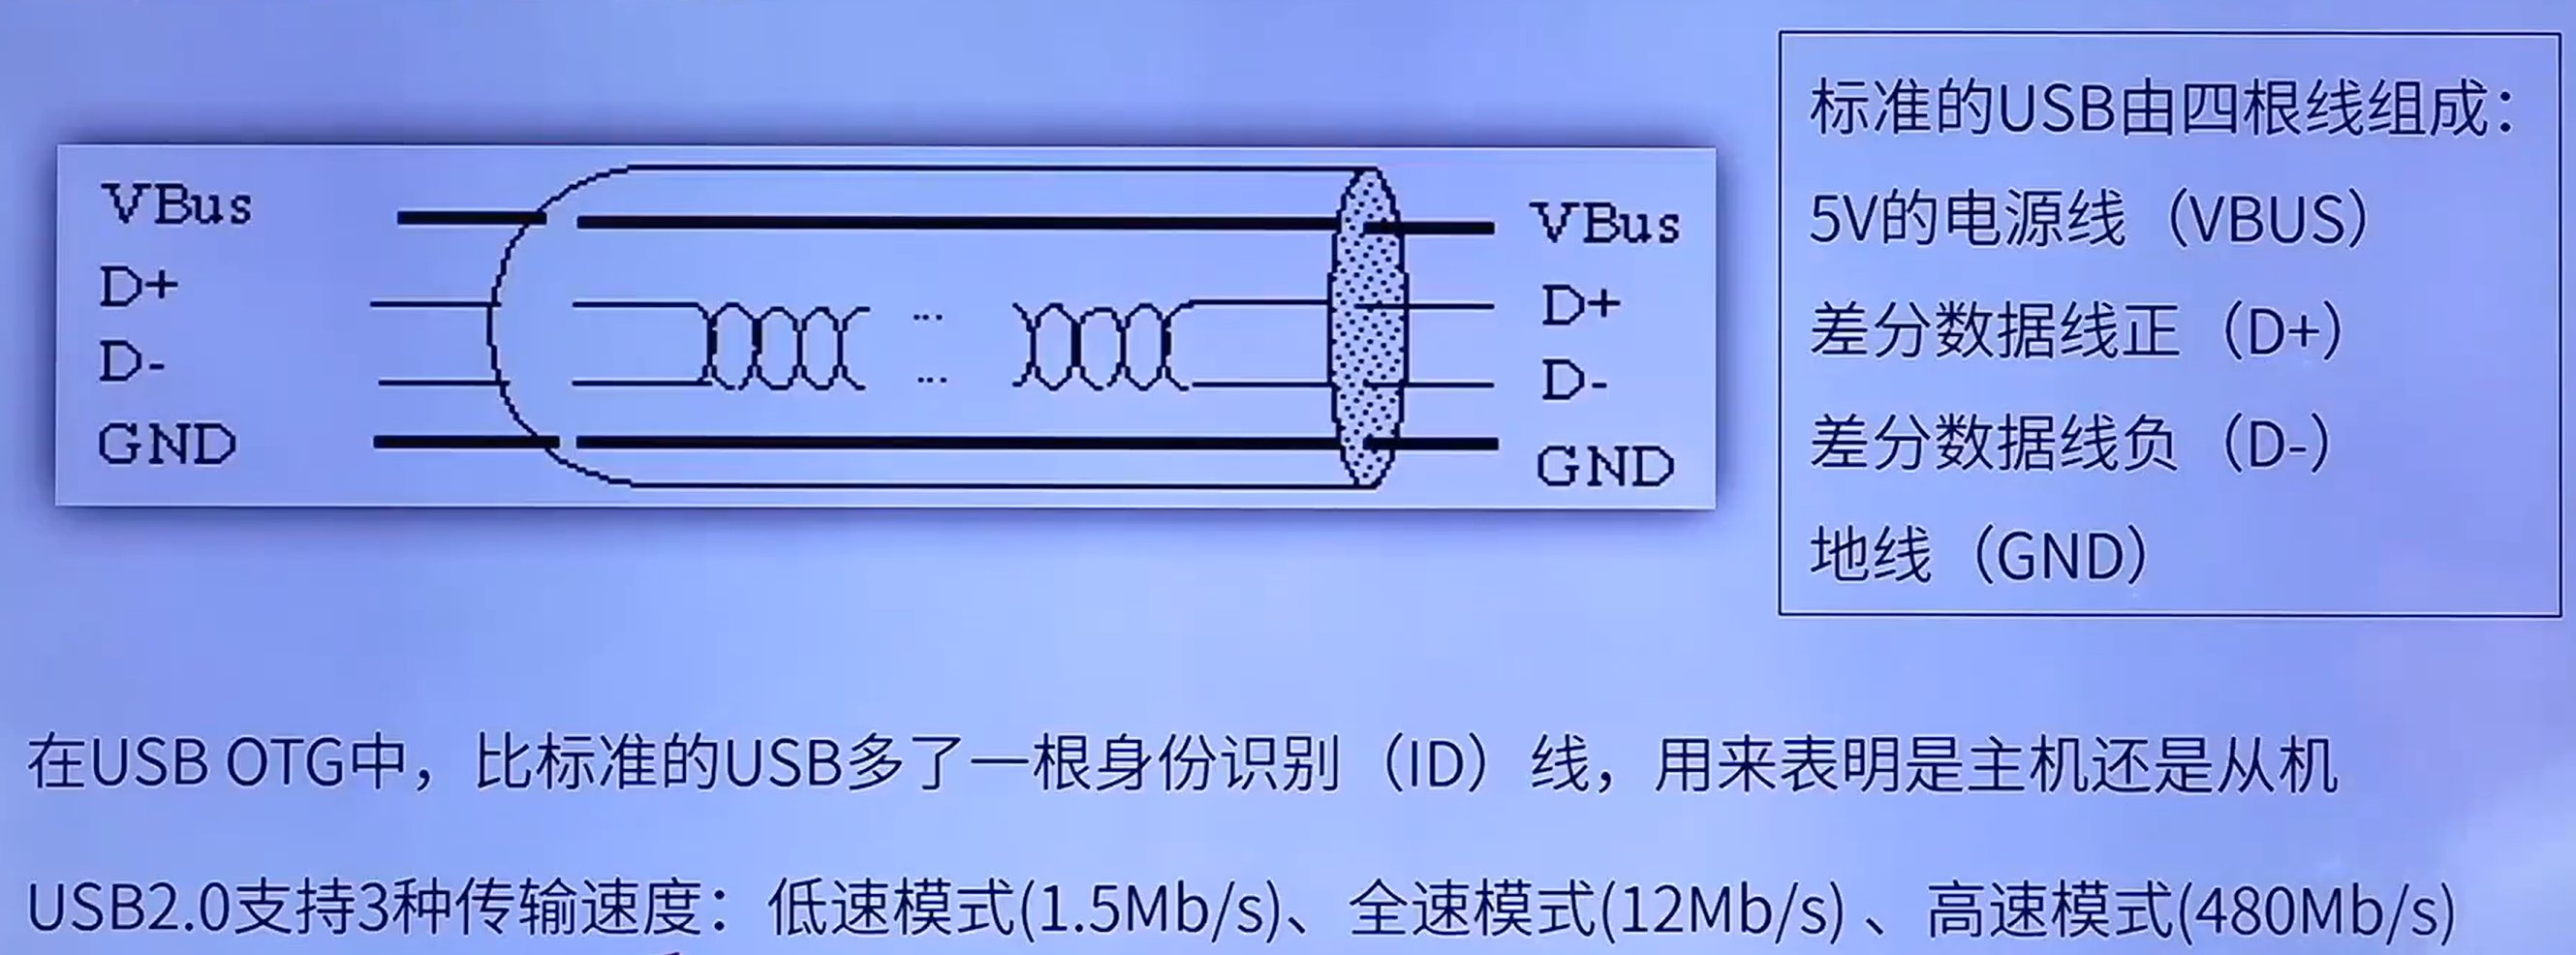 VBus
D+
D-
GND
...
...
VBus
D+
D-
GND
标准的USB由四根线组成：
5V的电源线（VBUS）
差分数据线正（D+）
差分数据线负（D-）
地线（GND）
在USB OTG中，比标准的USB多了一根身份识别（ID）线，用来表明是主机还是从机
USB2.0支持3种传输速度：低速模式(1.5Mb/s)、全速模式(12Mb/s) 、高速模式(480Mb/s)